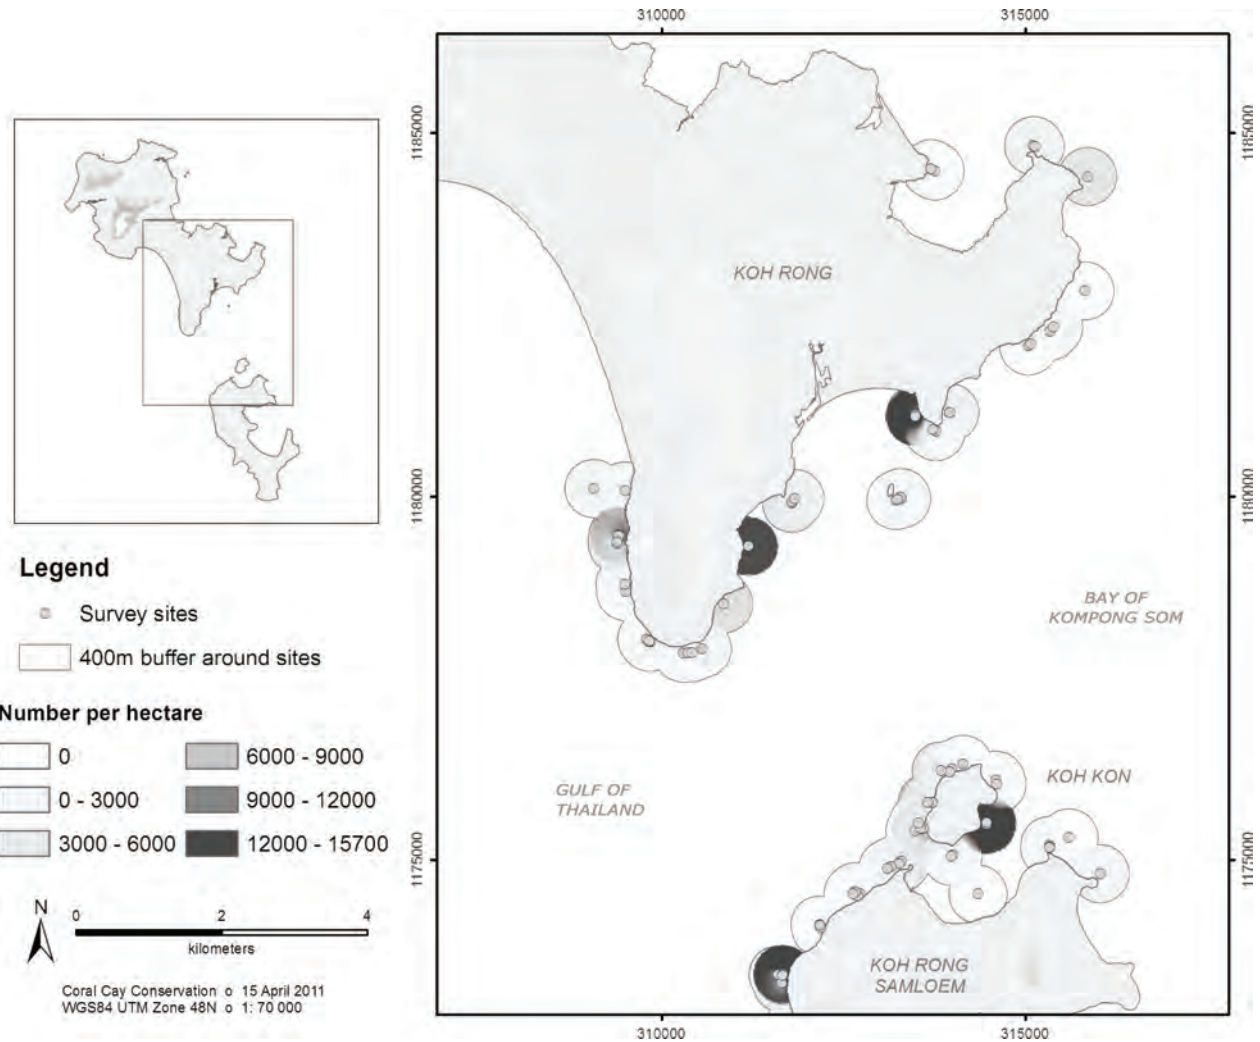 310000
315000
1185000
1185000
KOH RONG
1180000
1180000
BAY OF
KOMPONG SOM
GULF OF
THAILAND
KOH KON
1175000
1175000
KOH RONG
SAMLOEM
310000
315000
Legend
Survey sites
400m buffer around sites
Number per hectare
0
6000 - 9000
0 - 3000
9000 - 12000
3000 - 6000
12000 - 15700
N
0 2 4
kilometers
Coral Cay Conservation o 15 April 2011
WGS84 UTM Zone 48N o 1: 70 000